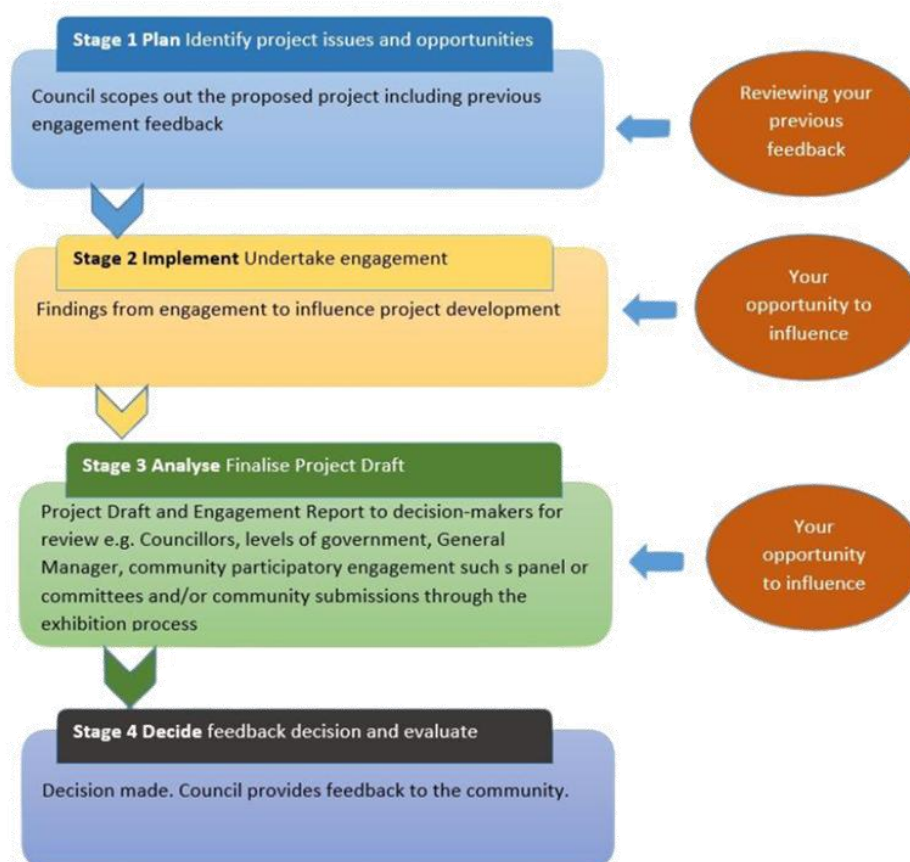 Stage 1 Plan Identify project issues and opportunities
Council scopes out the proposed project including previous
engagement feedback
Reviewing your
previous
feedback
Stage 2 Implement Undertake engagement
Findings from engagement to influence project development
Your
opportunity to
influence
Stage 3 Analyse Finalise Project Draft
Project Draft and Engagement Report to decision-makers for
review e.g. Councillors, levels of government, General
Manager, community participatory engagement such s panel or
committees and/or community submissions through the
exhibition process
Your
opportunity
to influence
Stage 4 Decide feedback decision and evaluate
Decision made. Council provides feedback to the community.